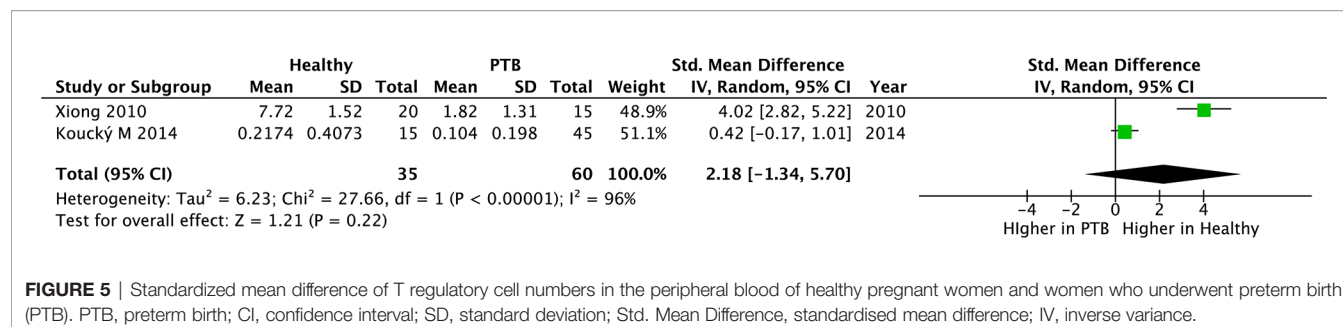 Healthy PTB Std. Mean Difference Std. Mean Difference
Study or Subgroup Mean SD Total Mean SD Total Weight IV, Random, 95% CI Year IV, Random, 95% CI
Xiong 2010 7.72 1.52 20 1.82 1.31 15 48.9% 4.02 [2.82, 5.22] 2010
Koucký M 2014 0.2174 0.4073 15 0.104 0.198 45 51.1% 0.42 [-0.17, 1.01] 2014
Total (95% CI) 35 60 100.0% 2.18 [-1.34, 5.70]
Heterogeneity: Tau² = 6.23; Chi² = 27.66, df = 1 (P < 0.00001); I² = 96%
Test for overall effect: Z = 1.21 (P = 0.22)
-4 -2 0 2 4
HIgher in PTB Higher in Healthy
FIGURE 5 | Standardized mean difference of T regulatory cell numbers in the peripheral blood of healthy pregnant women and women who underwent preterm birth
(PTB). PTB, preterm birth; CI, confidence interval; SD, standard deviation; Std. Mean Difference, standardised mean difference; IV, inverse variance.